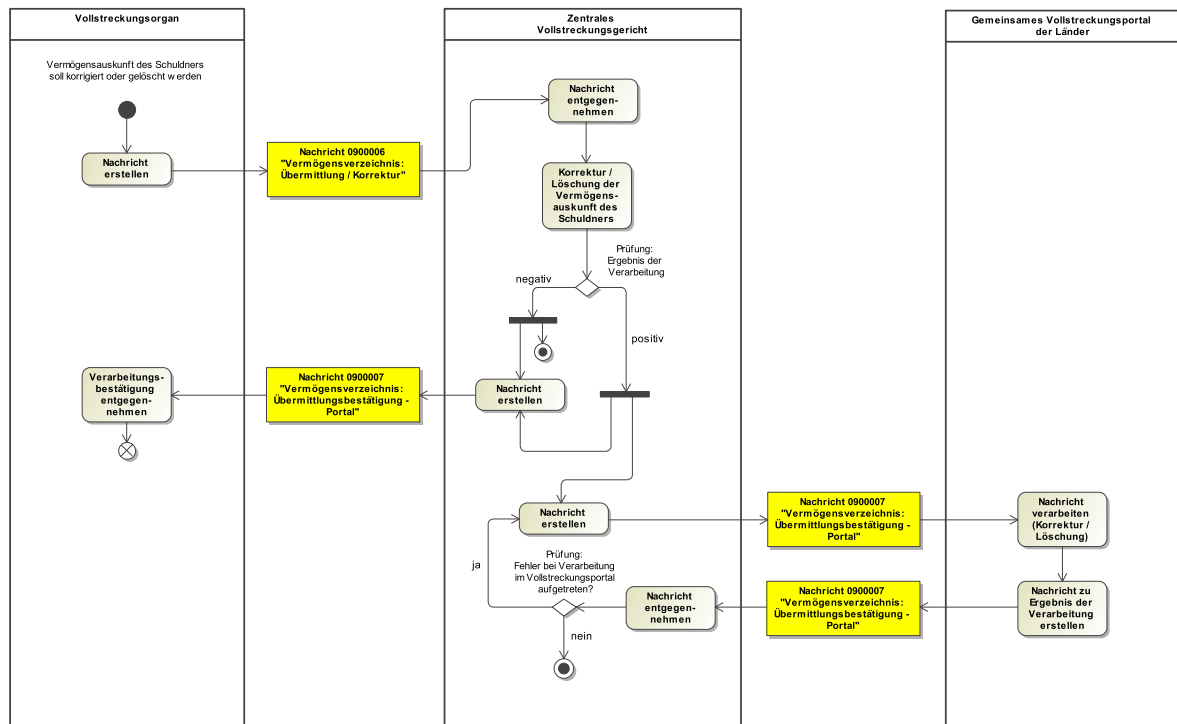 Vollstreckungsorgan
Zentrales
Vollstreckungsgericht
Gemeinsames Vollstreckungsportal
der Länder
Vermögensauskunft des Schuldners
soll korrigiert oder gelöscht werden
Nachricht
erstellen
Nachricht 0900006
"Vermögensverzeichnis:
Übermittlung / Korrektur"
Nachricht
entgegen-
nehmen
Korrektur /
Löschung der
Vermögens-
auskunft des
Schuldners
Prüfung:
Ergebnis der
Verarbeitung
negativ
positiv
Verarbeitungs-
bestätigung
entgegen-
nehmen
Nachricht 0900007
"Vermögensverzeichnis:
Übermittlungsbestätigung -
Portal"
Nachricht
erstellen
Nachricht
erstellen
Nachricht 0900007
"Vermögensverzeichnis:
Übermittlungsbestätigung -
Portal"
Nachricht
verarbeiten
(Korrektur /
Löschung)
ja
Prüfung:
Fehler bei Verarbeitung
im Vollstreckungsportal
aufgetreten?
nein
Nachricht
entgegen-
nehmen
Nachricht 0900007
"Vermögensverzeichnis:
Übermittlungsbestätigung -
Portal"
Nachricht zu
Ergebnis der
Verarbeitung
erstellen